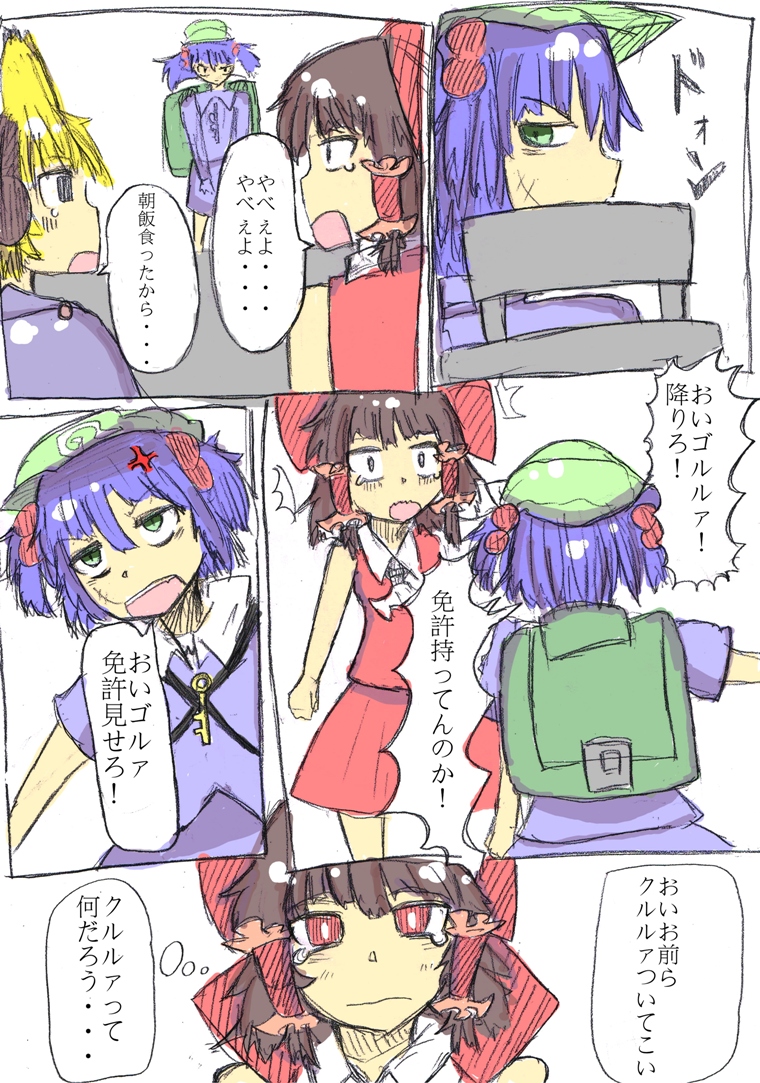 ドォン
やべえよ・・・
やべえよ・・・
朝飯食ったから・・・
おいゴルルァ!
降りろ!
免許持ってんのか!
おいゴルァ
免許見せろ!
おいお前ら
クルルァついてこい
クルルァって
何だろう・・・